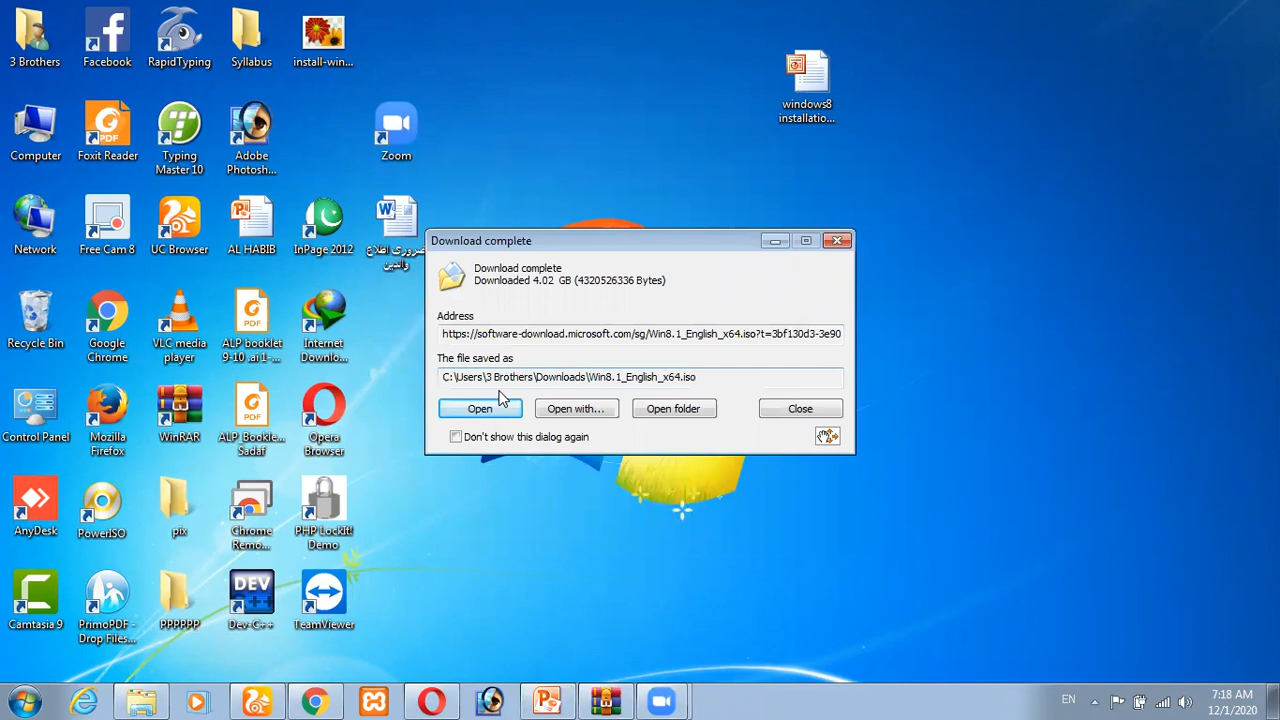 3 Brothers
Facebook
RapidTyping
Syllabus
install-win...
windows8
installatio...
Computer
PDF
Foxit Reader
Typing
Master 10
Adobe
Photosh...
Zoom
Network
Free Cam 8
UC Browser
AL HABIB
InPage 2012
ضروری اطلاع
والدین
Recycle Bin
Google
Chrome
VLC media
player
ALP booklet
9-10 .ai 1-...
Internet
Downlo...
Control Panel
Mozilla
Firefox
WinRAR
ALP_Bookle...
Sadaf
Opera
Browser
AnyDesk
PowerISO
pix
Chrome
Remo...
PHP LockIt!
Demo
Camtasia 9
PrimoPDF -
Drop Files...
PPPPPP
DEV
Dev-C++
TeamViewer
Download complete
Download complete
Downloaded 4.02 GB (4320526336 Bytes)
Address
https://software-download.microsoft.com/sg/Win8.1_English_x64.iso?t=3bf130d3-3e90
The file saved as
C:\Users\3 Brothers\Downloads\Win8.1_English_x64.iso
Open
Open with...
Open folder
Close
Don't show this dialog again
EN
7:18 AM
12/1/2020